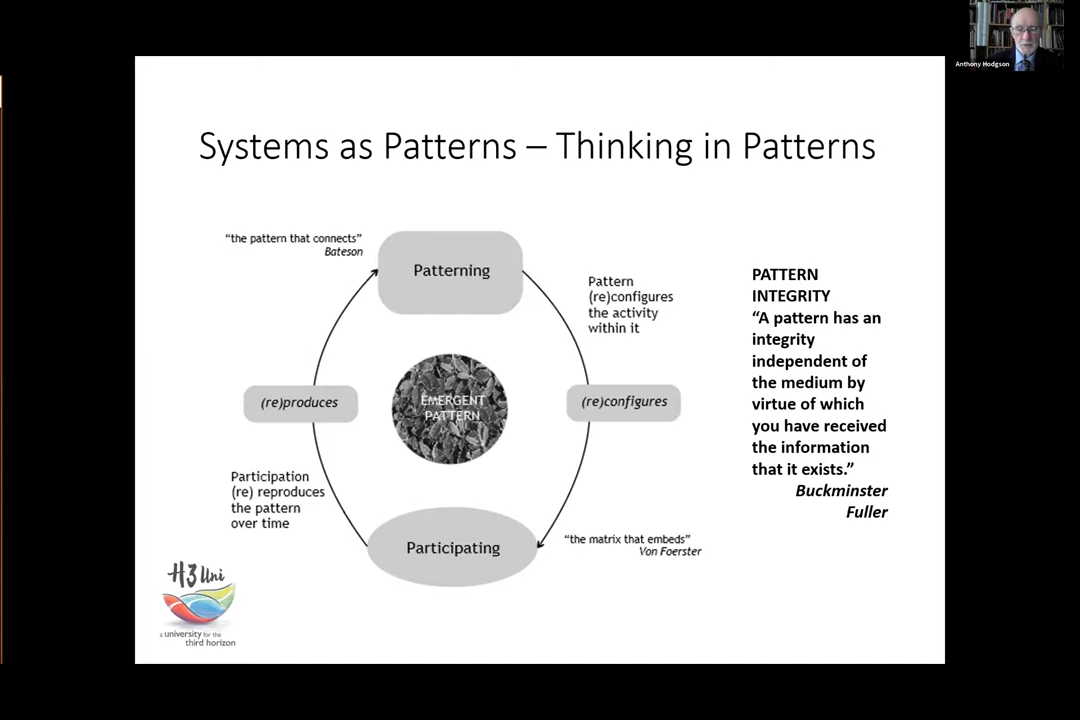 Anthony Hodgson
Systems as Patterns – Thinking in Patterns
“the pattern that connects”
Bateson
Patterning
Pattern
(re)configures
the activity
within it
(re)produces
EMERGENT
PATTERN
(re)configures
Participation
(re) reproduces
the pattern
over time
Participating
“the matrix that embeds”
Von Foerster
PATTERN
INTEGRITY
“A pattern has an
integrity
independent of
the medium by
virtue of which
you have received
the information
that it exists.”
Buckminster
Fuller
H3Uni
a university for the
third horizon